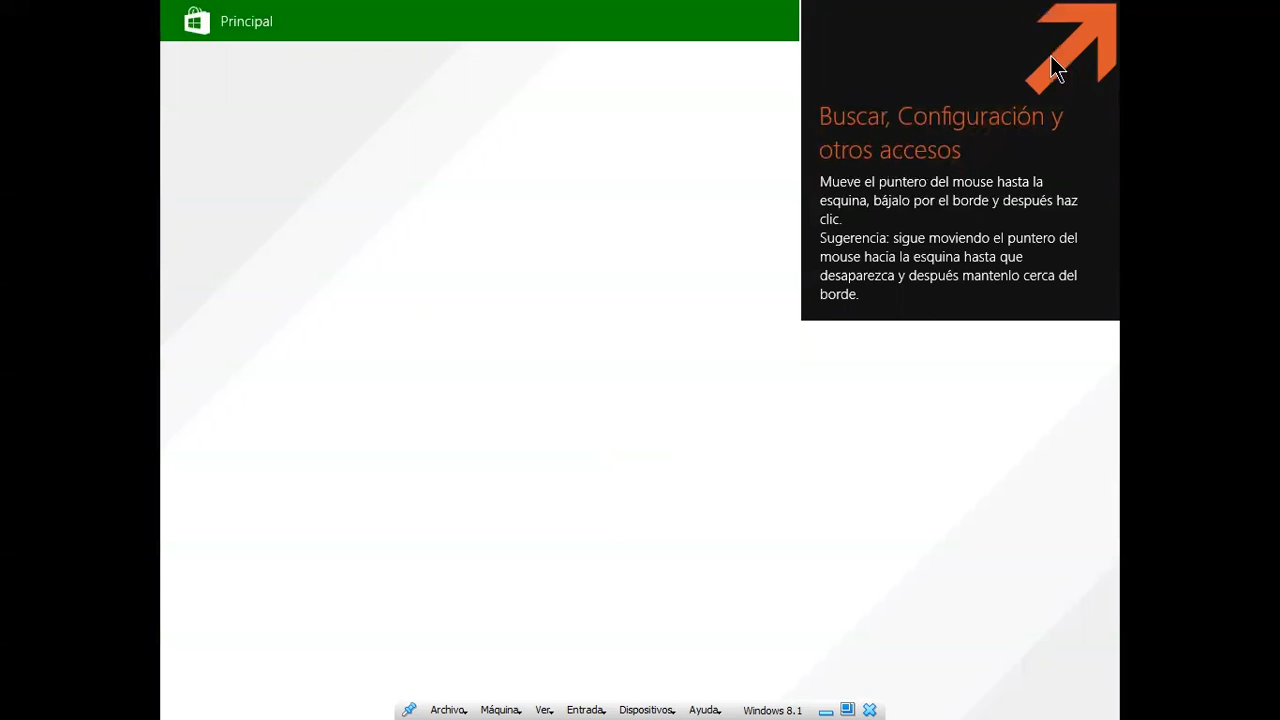 Principal
Buscar, Configuración y
otros accesos
Mueve el puntero del mouse hasta la
esquina, bájalo por el borde y después haz
clic.
Sugerencia: sigue moviendo el puntero del
mouse hacia la esquina hasta que
desaparezca y después mantenlo cerca del
borde.
Archivo Máquina Ver Entrada Dispositivos Ayuda Windows 8.1